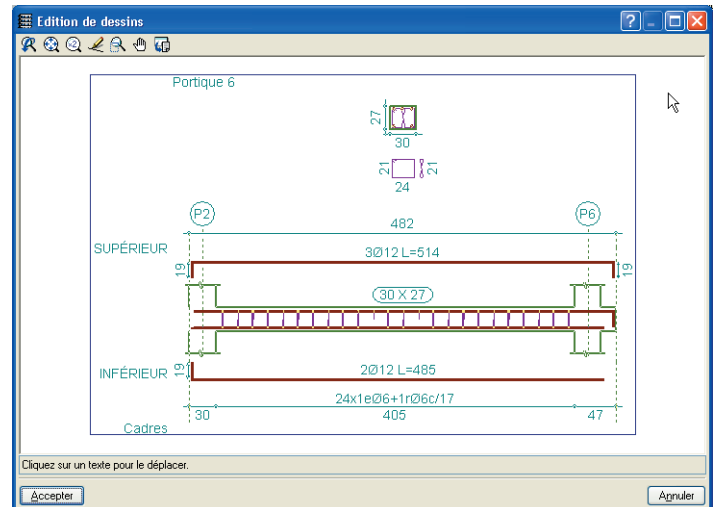 Edition de dessins
Portique 6
27
30
21
21
24
P2
482
P6
SUPÉRIEUR
3Ø12 L=514
19
19
30 X 27
INFÉRIEUR
19
2Ø12 L=485
24x1eØ6+1rØ6c/17
30
405
47
Cadres
Cliquez sur un texte pour le déplacer.
Accepter
Annuler